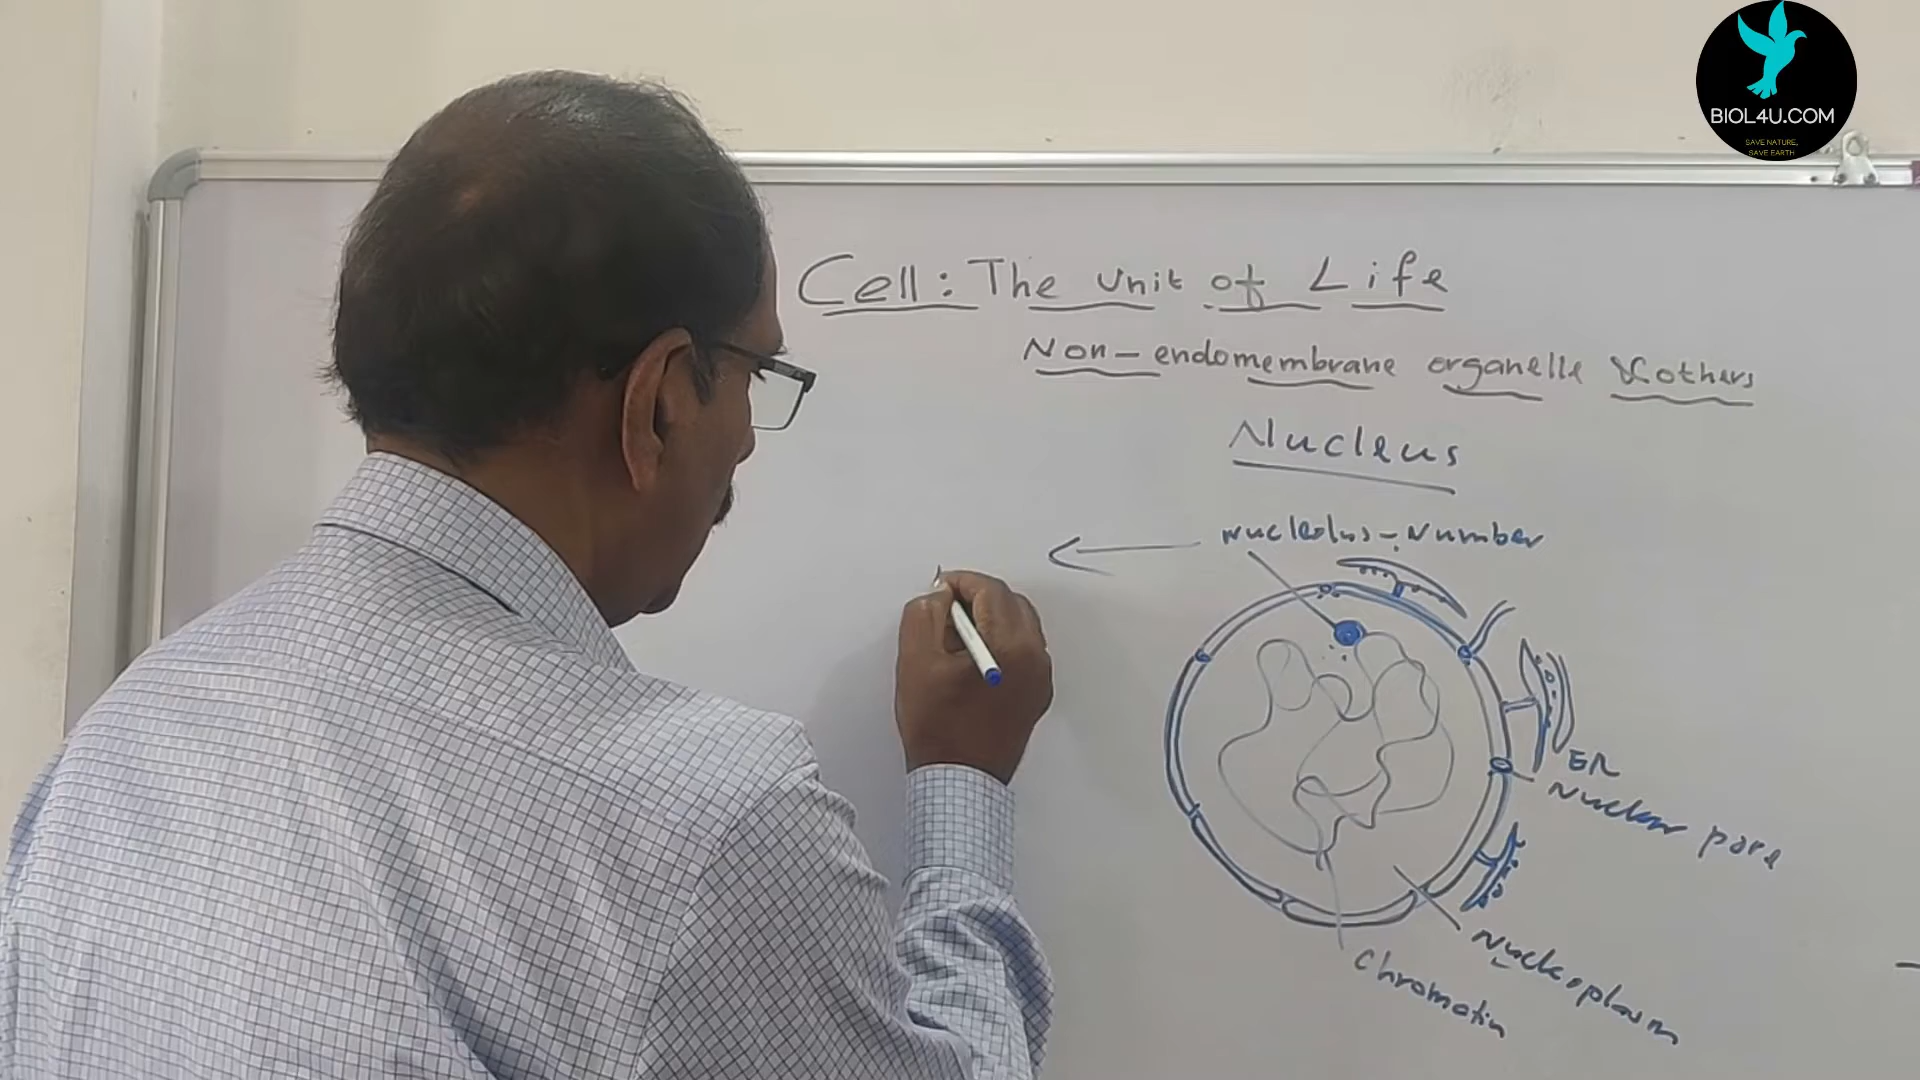 BIOL4U.COM
SAVE NATURE,
SAVE EARTH
Cell: The Unit of Life
Non-endomembrane organelle & others
Nucleus
Nucleolus - Number
ER
Nuclear pore
Nucleoplasm
Chromatin